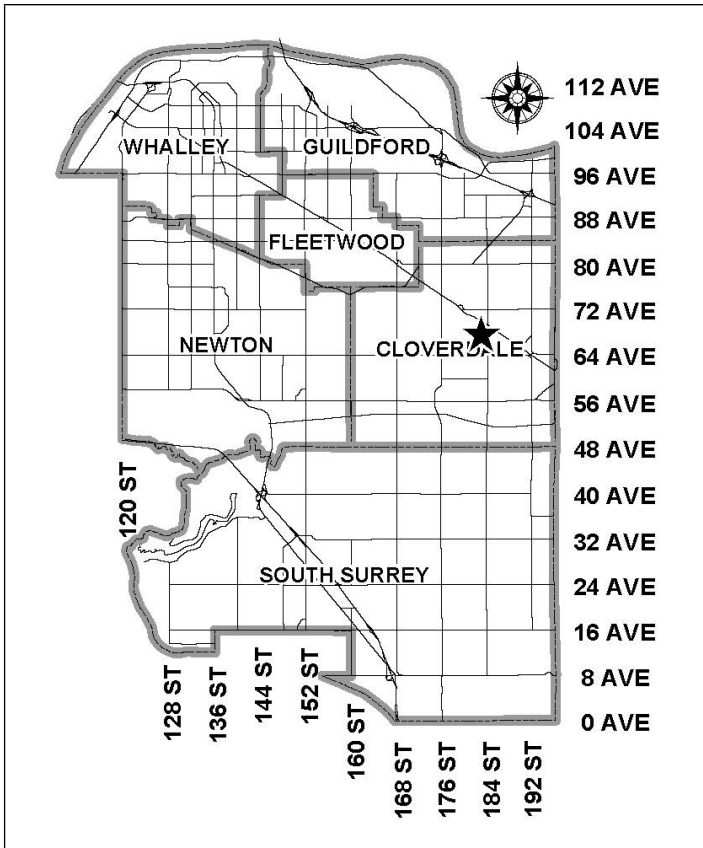 112 AVE
104 AVE
WHALLEY
GUILDFORD
96 AVE
88 AVE
FLEETWOOD
80 AVE
72 AVE
NEWTON
CLOVERDALE
64 AVE
56 AVE
48 AVE
120 ST
40 AVE
32 AVE
SOUTH SURREY
24 AVE
16 AVE
8 AVE
0 AVE
128 ST
136 ST
144 ST
152 ST
160 ST
168 ST
176 ST
184 ST
192 ST